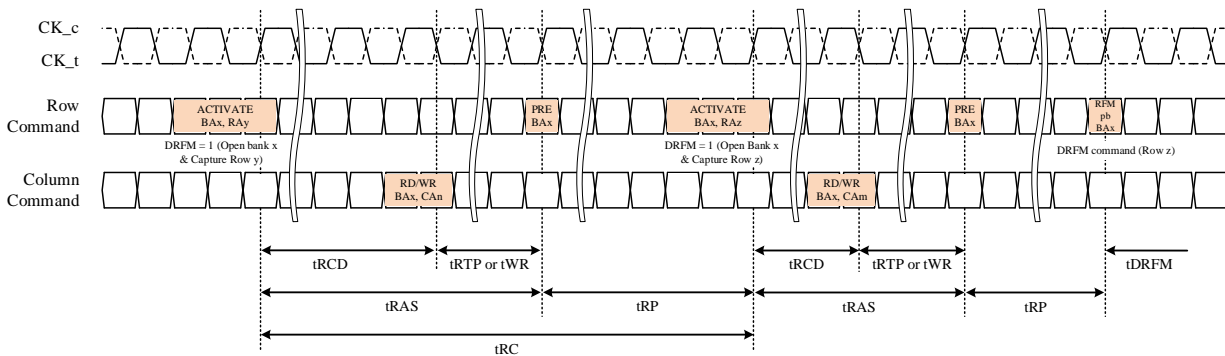 CK_c
CK_t
Row
Command
ACTIVATE
BAx, RAy
PRE
BAx
ACTIVATE
BAx, RAz
PRE
BAx
RFM
pb
BAx
DRFM = 1 (Open bank x
& Capture Row y)
DRFM = 1 (Open bank x
& Capture Row z)
DRFM command (Row z)
Column
Command
RD/WR
BAx, CAn
RD/WR
BAx, CAm
tRCD
tRTP or tWR
tRCD
tRTP or tWR
tDRFM
tRAS
tRP
tRAS
tRP
tRC